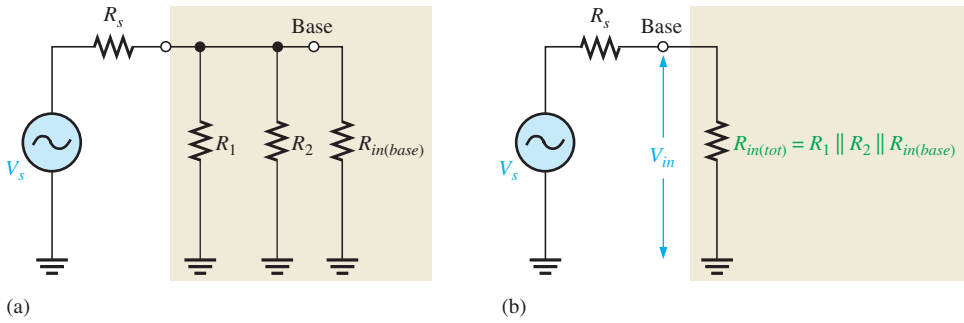 Rs
Base
Vs
R1
R2
Rin(base)
(a)
Rs
Base
Vs
Vin
Rin(tot) = R1 || R2 || Rin(base)
(b)